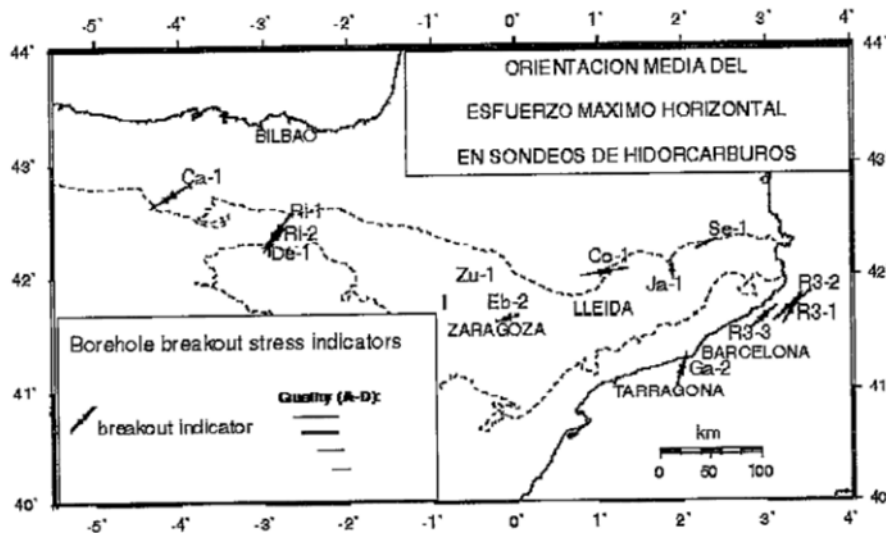 -5° -4° -3° -2° -1° 0° 1° 2° 3° 4°
44° 44°
ORIENTACION MEDIA DEL
ESFUERZO MAXIMO HORIZONTAL
EN SONDEOS DE HIDORCARBUROS
BILBAO
43° 43°
Ca-1
Ri-1
Ri-2
De-1
Se-1
Co-1
Ja-1
42° 42°
Zu-1
R3-2
Eb-2
LLEIDA
R3-1
ZARAGOZA
R3-3
BARCELONA
Ga-2
TARRAGONA
41° 41°
Borehole breakout stress indicators
Quality (A-D):
breakout indicator
km
0 50 100
40° 40°
-5° -4° -3° -2° -1° 0° 1° 2° 3° 4°